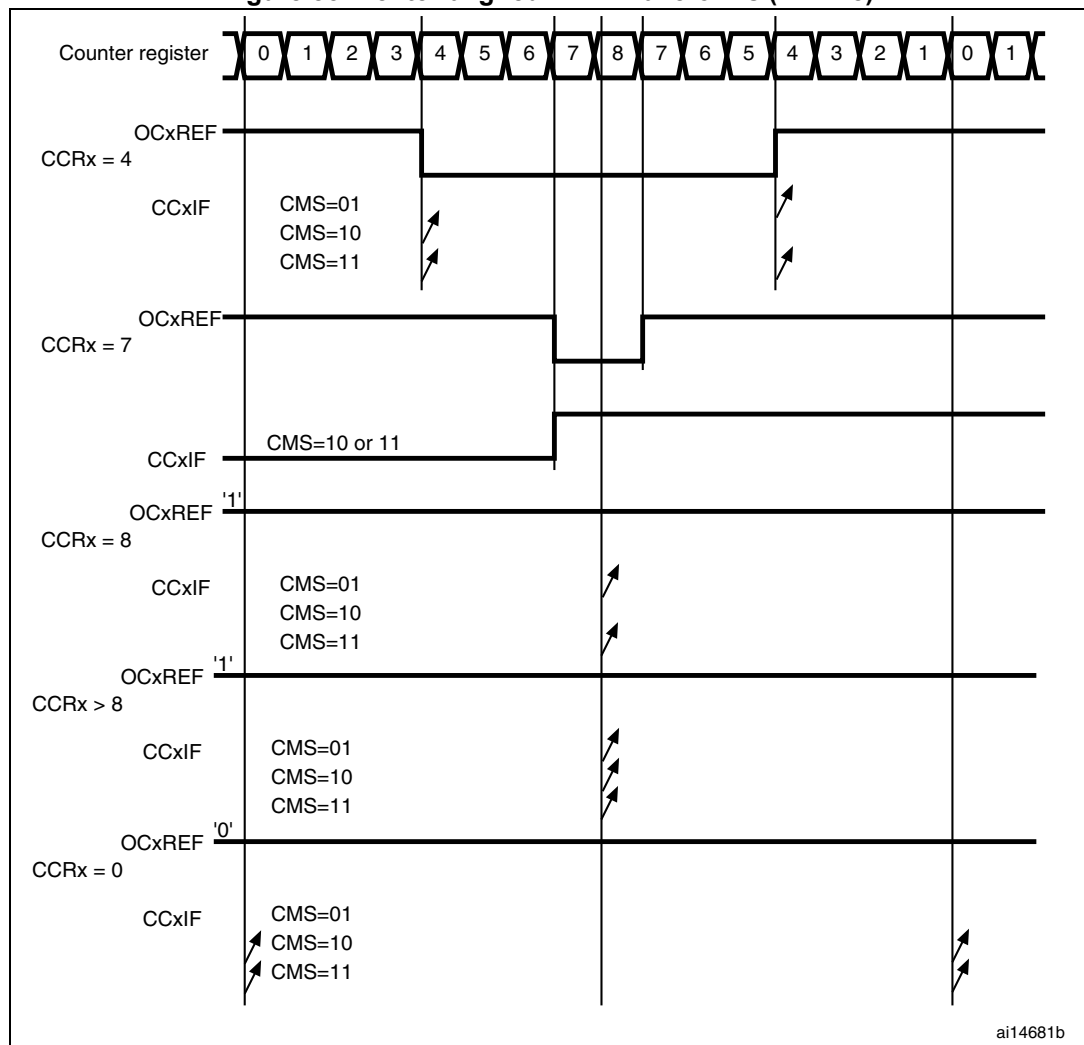 Counter register 0 1 2 3 4 5 6 7 8 7 6 5 4 3 2 1 0 1
OCxREF
CCRx = 4
CCxIF
CMS=01
CMS=10
CMS=11
OCxREF
CCRx = 7
CMS=10 or 11
CCxIF
'1'
OCxREF
CCRx = 8
CCxIF
CMS=01
CMS=10
CMS=11
'1'
OCxREF
CCRx > 8
CCxIF
CMS=01
CMS=10
CMS=11
'0'
OCxREF
CCRx = 0
CCxIF
CMS=01
CMS=10
CMS=11
ai14681b